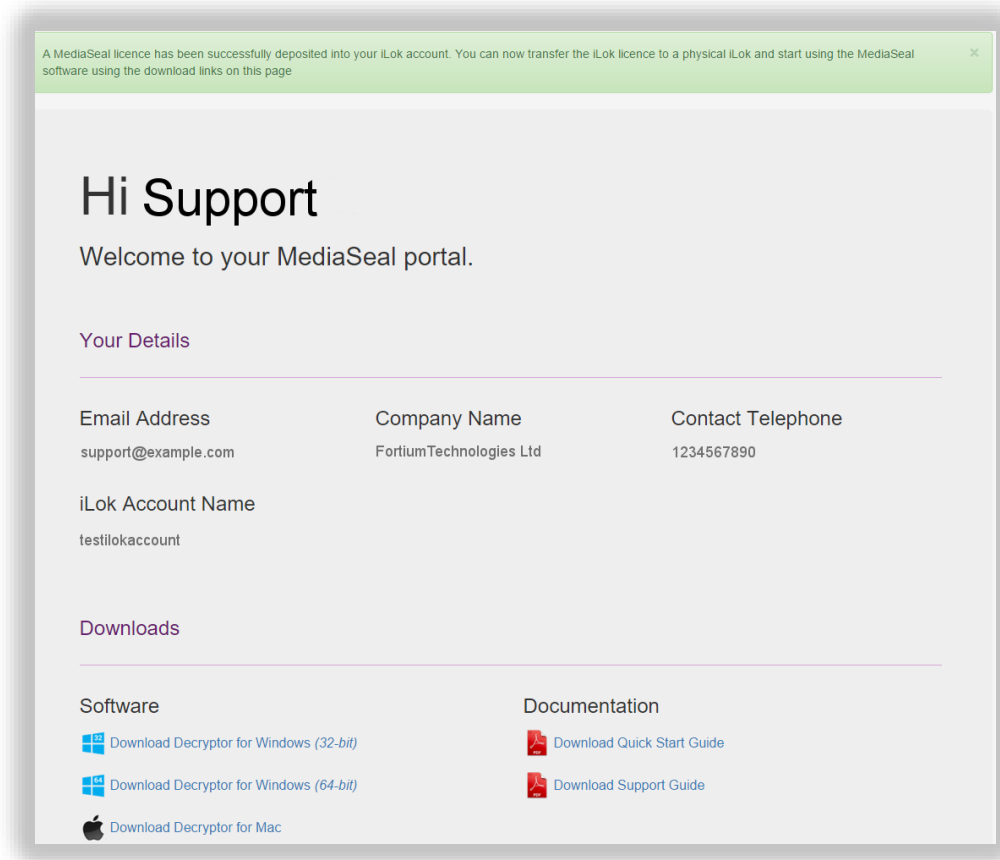 A MediaSeal licence has been successfully deposited into your iLok account. You can now transfer the iLok licence to a physical iLok and start using the MediaSeal
software using the download links on this page
×
Hi Support
Welcome to your MediaSeal portal.
Your Details
Email Address
Company Name
Contact Telephone
support@example.com
FortiumTechnologies Ltd
1234567890
iLok Account Name
testilokaccount
Downloads
Software
Documentation
32
Download Decryptor for Windows (32-bit)
PDF
Download Quick Start Guide
64
Download Decryptor for Windows (64-bit)
PDF
Download Support Guide
Download Decryptor for Mac